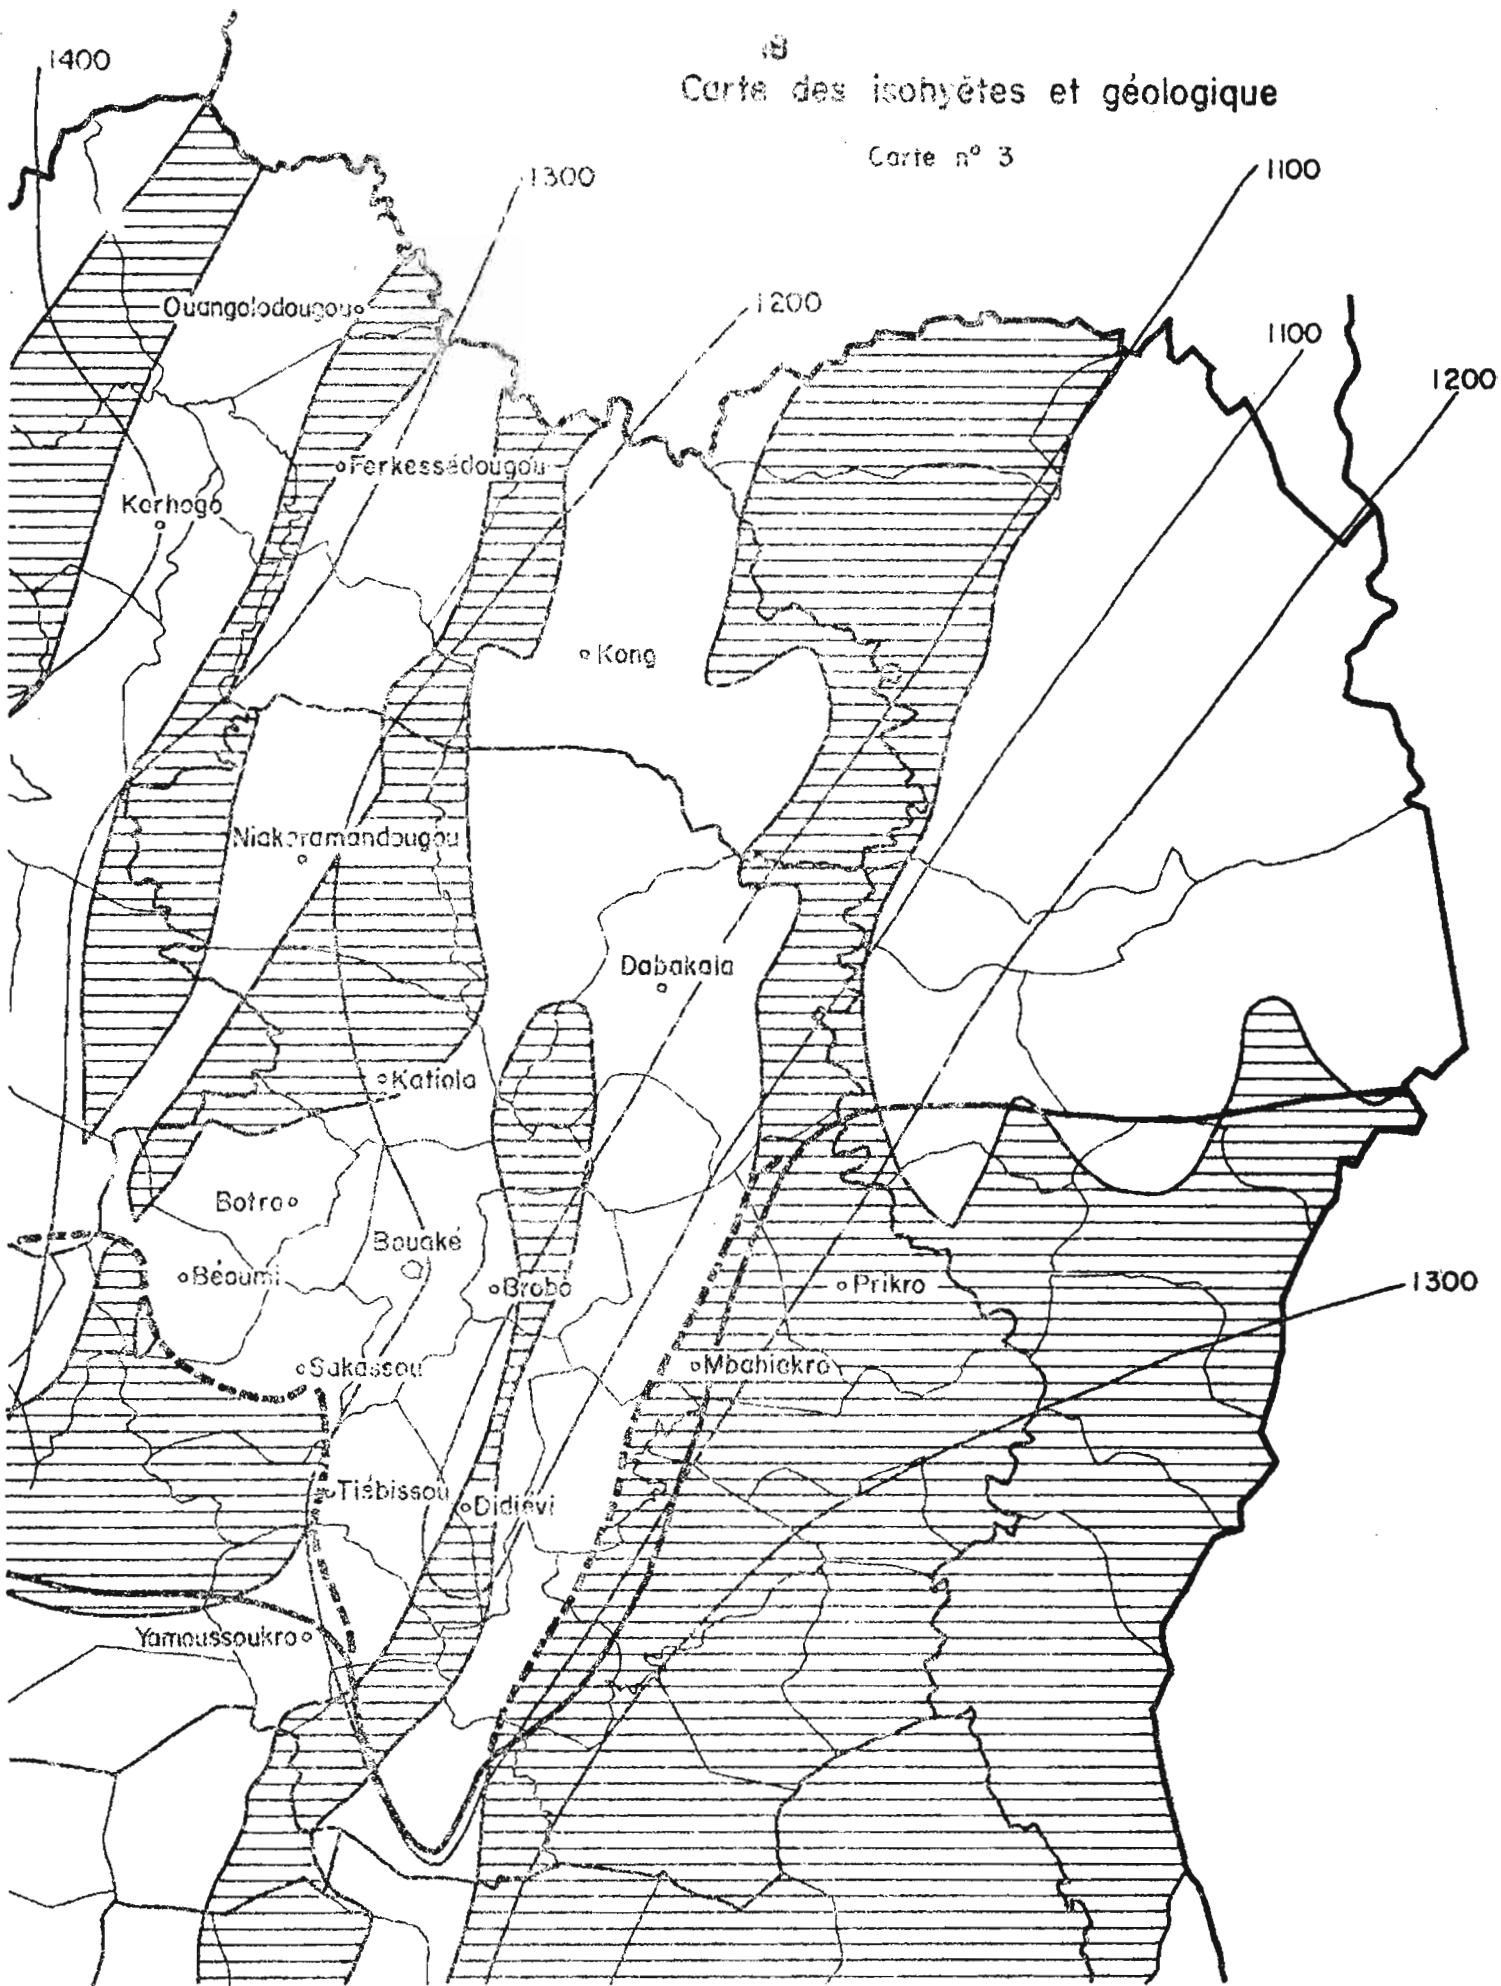 18
1400
Carte des isohyètes et géologique
Carte nº 3
1300
1100
1200
Ouangolodougou
1100
1200
Ferkessédougou
Korhogo
Kong
Niakaramandougou
Dabakala
Katiola
Botro
Bouaké
Béoumi
Brobo
Prikro
1300
Sakassou
Mbahiakro
Tiébissou
Didiévi
Yamoussoukro